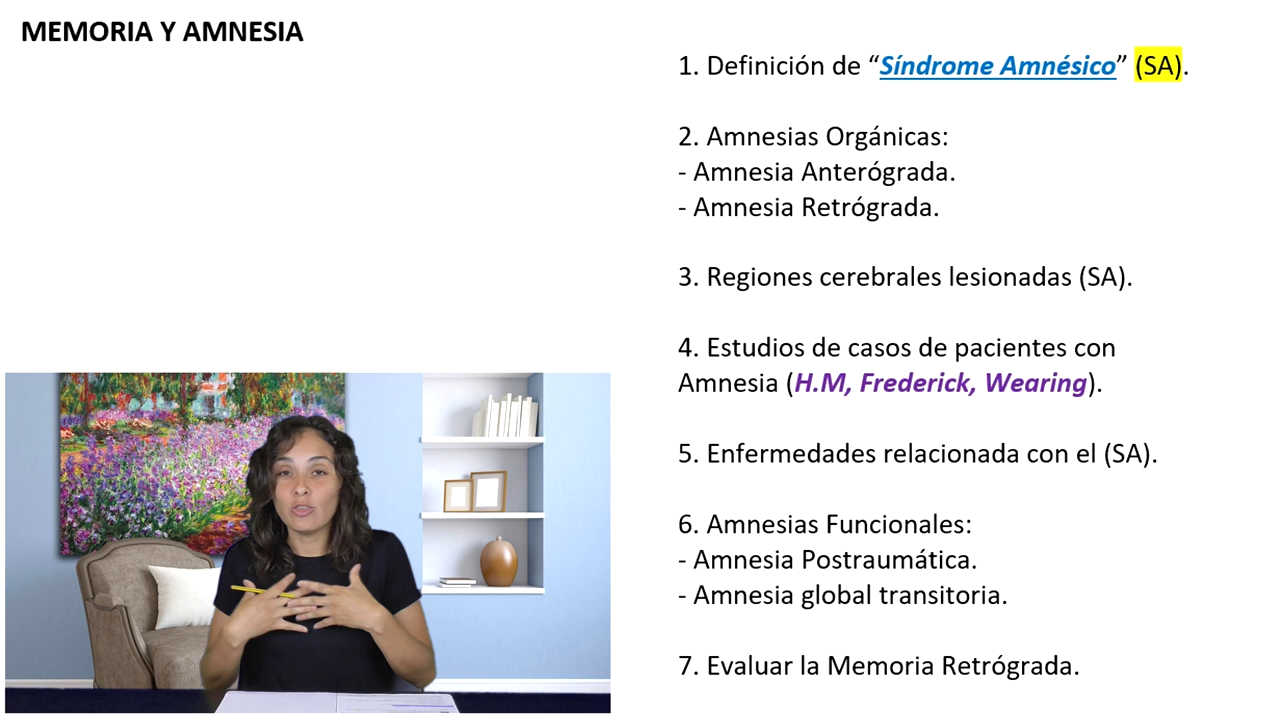 MEMORIA Y AMNESIA
1. Definición de “Síndrome Amnésico” (SA).
2. Amnesias Orgánicas:
- Amnesia Anterógrada.
- Amnesia Retrógrada.
3. Regiones cerebrales lesionadas (SA).
4. Estudios de casos de pacientes con
Amnesia (H.M, Frederick, Wearing).
5. Enfermedades relacionada con el (SA).
6. Amnesias Funcionales:
- Amnesia Postraumática.
- Amnesia global transitoria.
7. Evaluar la Memoria Retrógrada.